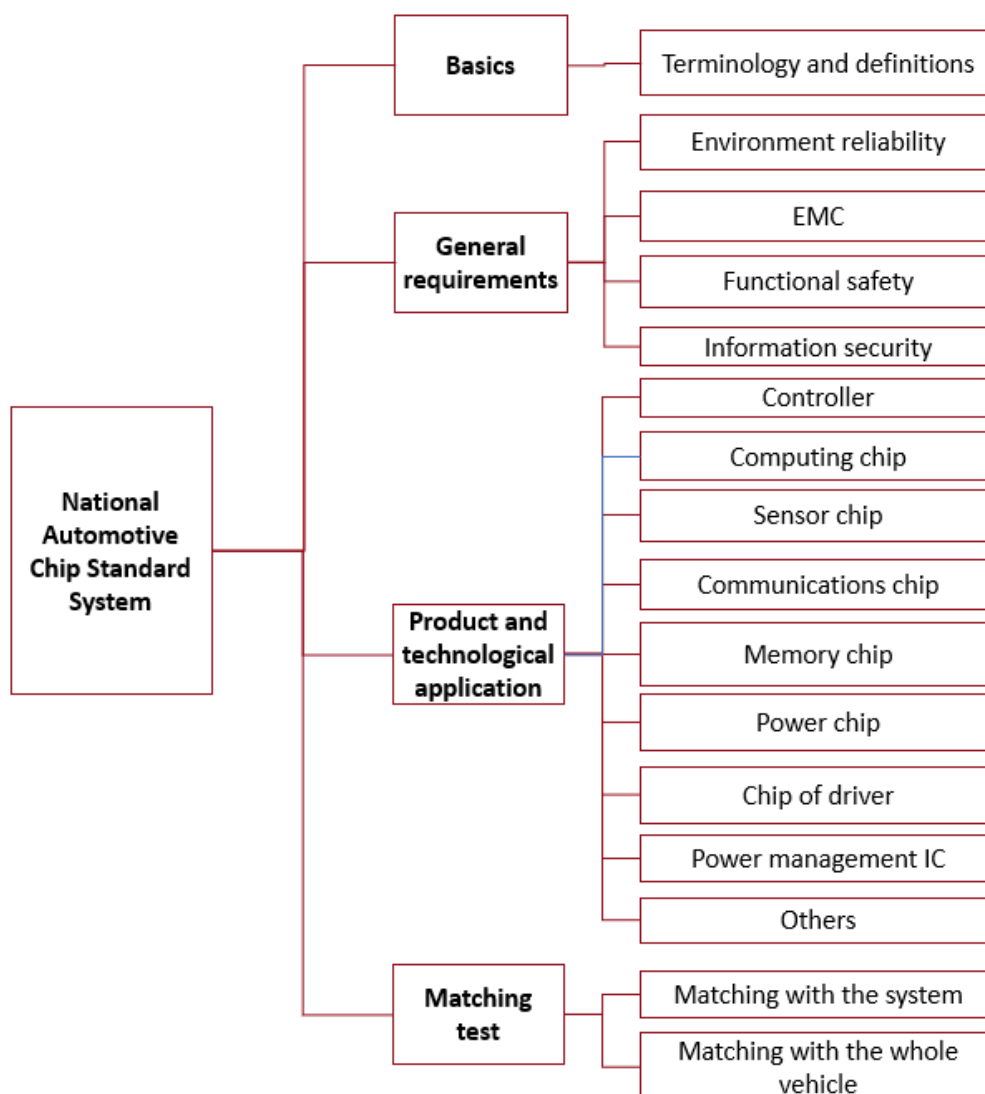 Basics
Terminology and definitions
Environment reliability
General
requirements
EMC
Functional safety
Information security
National
Automotive
Chip Standard
System
Product and
technological
application
Controller
Computing chip
Sensor chip
Communications chip
Memory chip
Power chip
Chip of driver
Power management IC
Others
Matching
test
Matching with the system
Matching with the whole
vehicle